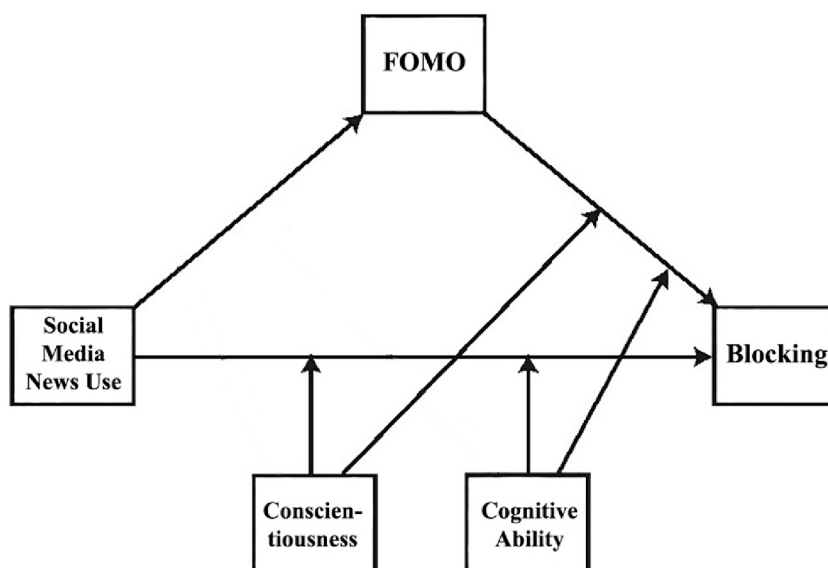 FOMO
Social
Media
News Use
Blocking
Conscien-
tiousness
Cognitive
Ability